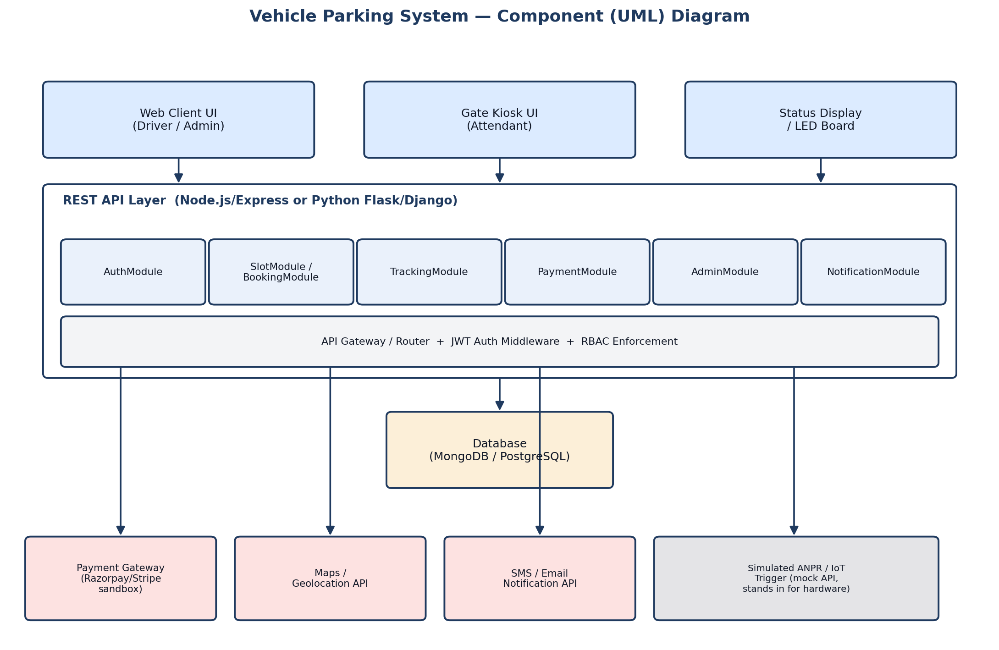 Vehicle Parking System — Component (UML) Diagram
Web Client UI
(Driver / Admin)
Gate Kiosk UI
(Attendant)
Status Display
/ LED Board
REST API Layer  (Node.js/Express or Python Flask/Django)
AuthModule
SlotModule /
BookingModule
TrackingModule
PaymentModule
AdminModule
NotificationModule
API Gateway / Router  +  JWT Auth Middleware  +  RBAC Enforcement
Database
(MongoDB / PostgreSQL)
Payment Gateway
(Razorpay/Stripe
sandbox)
Maps /
Geolocation API
SMS / Email
Notification API
Simulated ANPR / IoT
Trigger (mock API,
stands in for hardware)